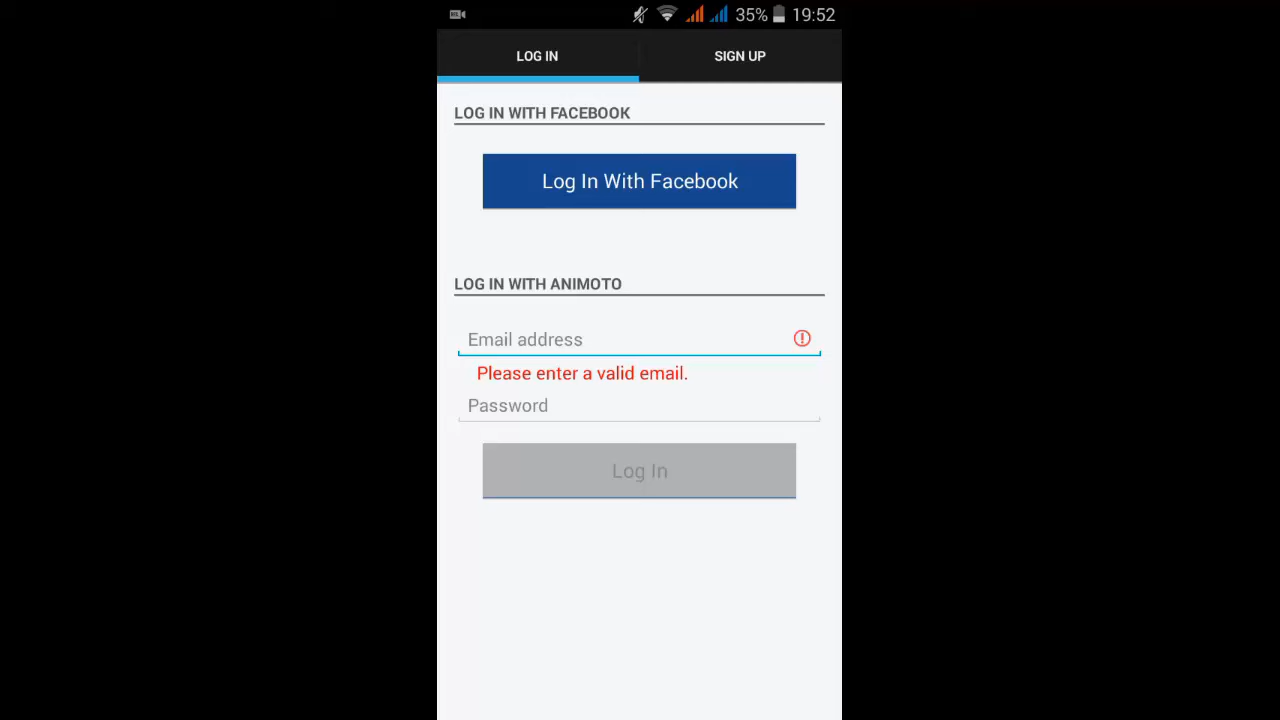 35% 19:52
LOG IN SIGN UP
LOG IN WITH FACEBOOK
Log In With Facebook
LOG IN WITH ANIMOTO
Email address
Please enter a valid email.
Password
Log In